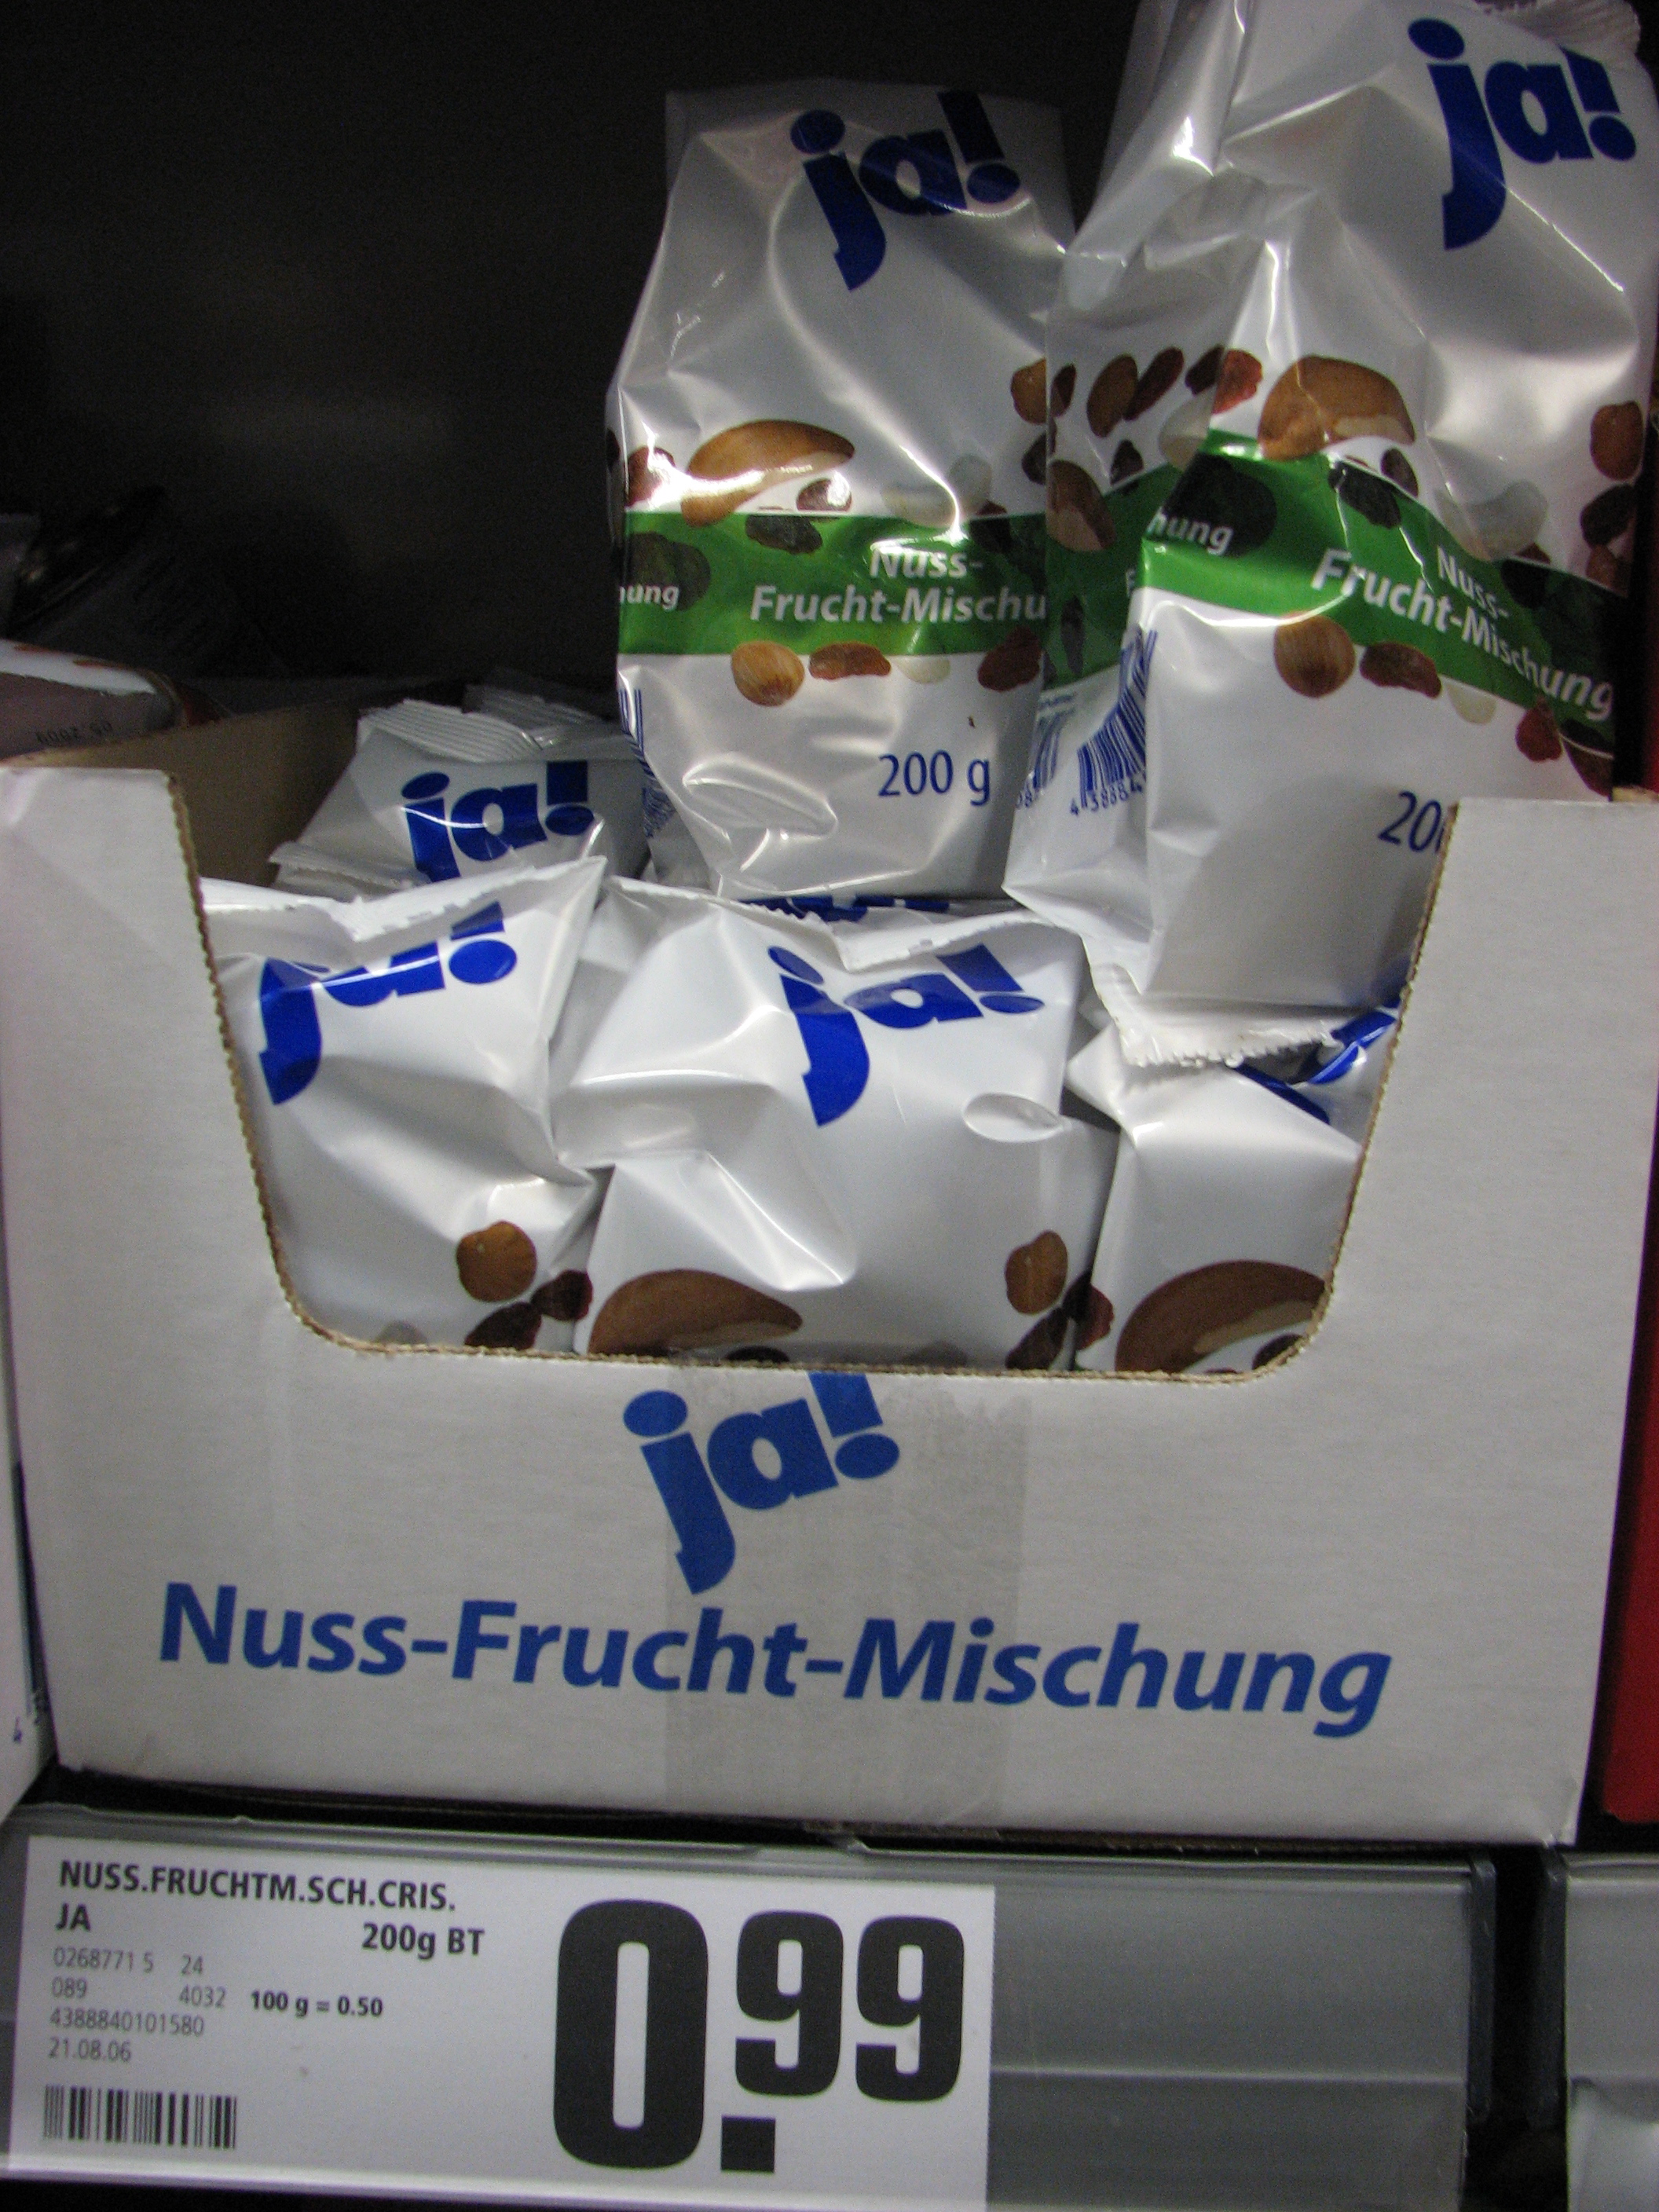 ja!
ja!
hung
Nuss-
Frucht-Mischung
ung
Nuss-
Frucht-Mischu
200 g
20
ja!
ja!
ja!
ja!
Nuss-Frucht-Mischung
NUSS.FRUCHTM.SCH.CRIS.
JA
200g BT
0268771 5 24
089 4032 100 g = 0.50
4388840101580
21.08.06
0.99